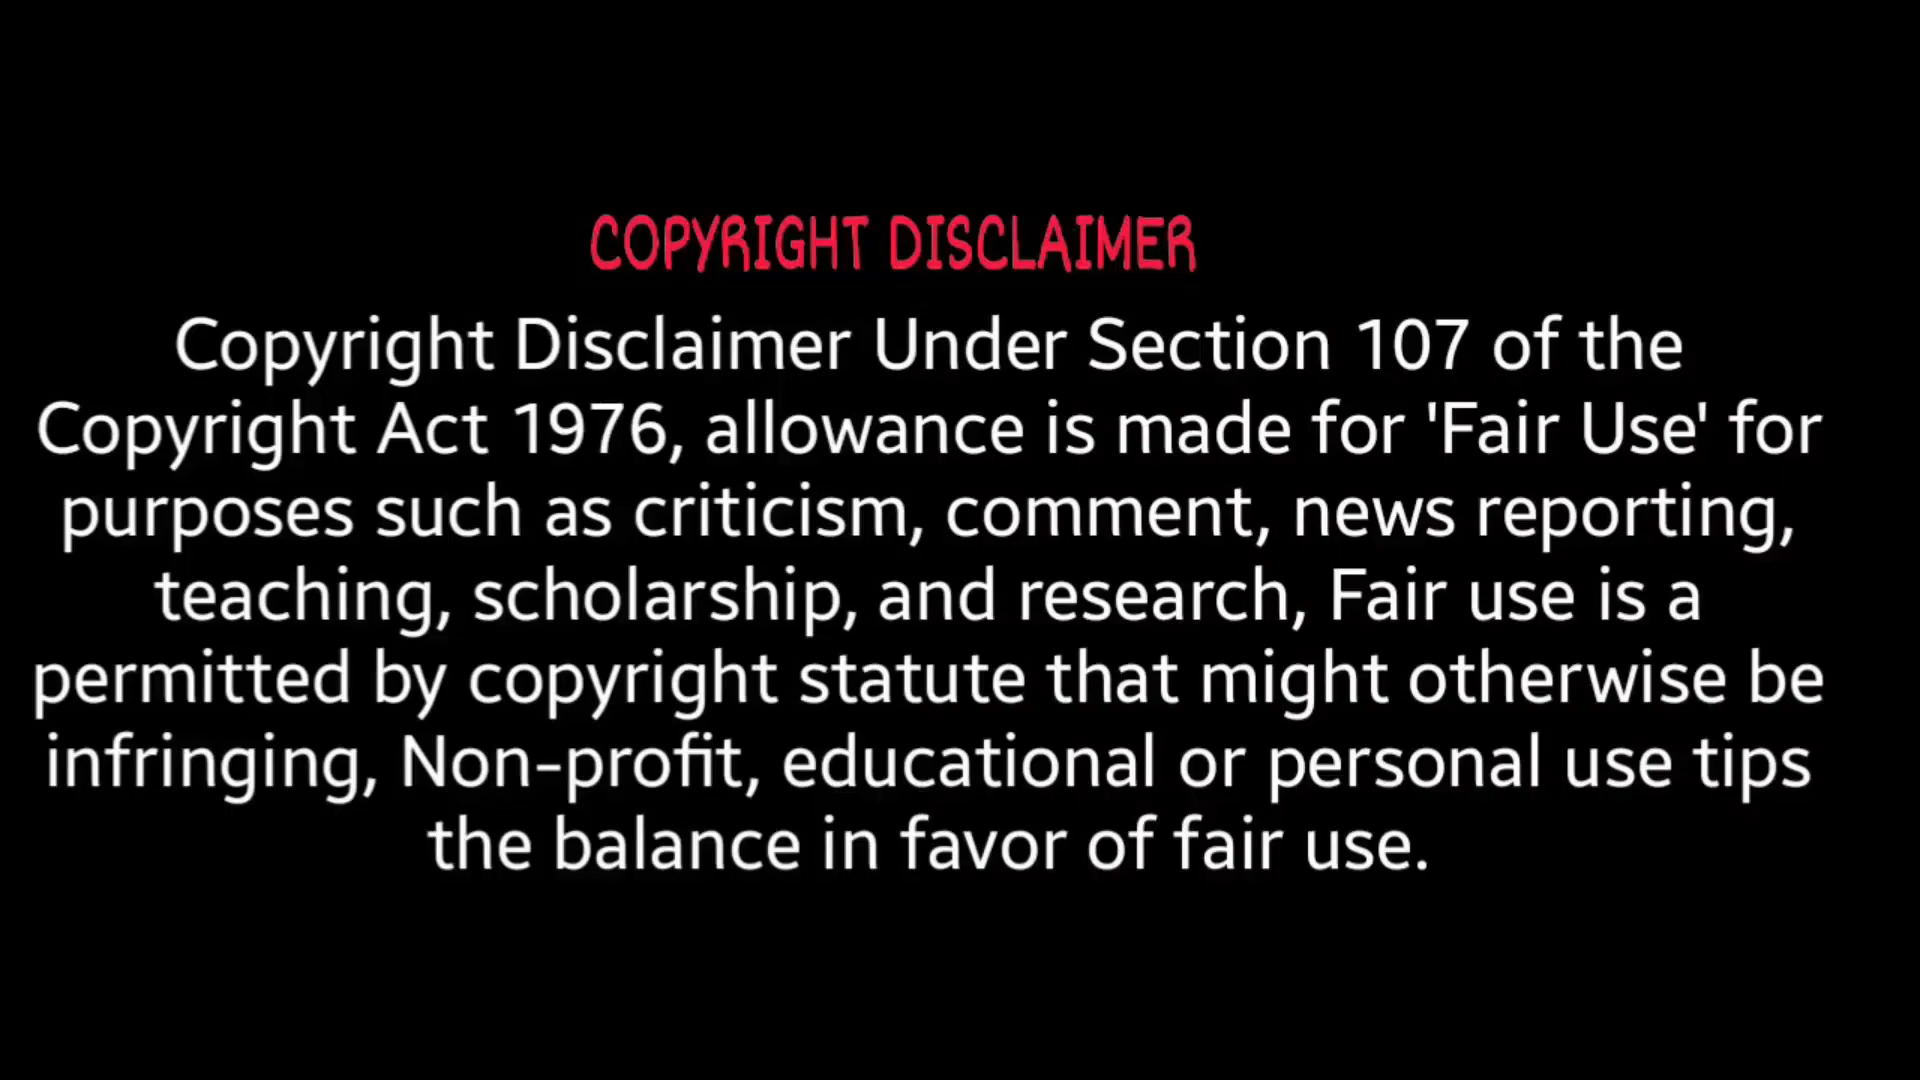 COPYRIGHT DISCLAIMER
Copyright Disclaimer Under Section 107 of the
Copyright Act 1976, allowance is made for 'Fair Use' for
purposes such as criticism, comment, news reporting,
teaching, scholarship, and research, Fair use is a
permitted by copyright statute that might otherwise be
infringing, Non-profit, educational or personal use tips
the balance in favor of fair use.